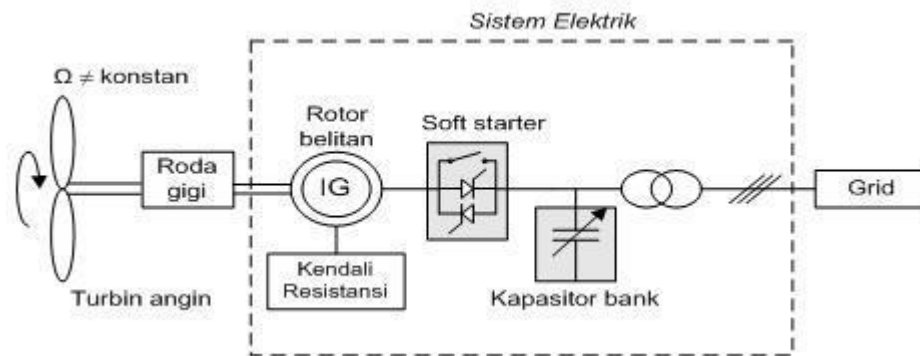 Sistem Elektrik
Ω ≠ konstan
Rotor
belitan
Soft starter
Roda
gigi
IG
Grid
Kendali
Resistansi
Turbin angin
Kapasitor bank